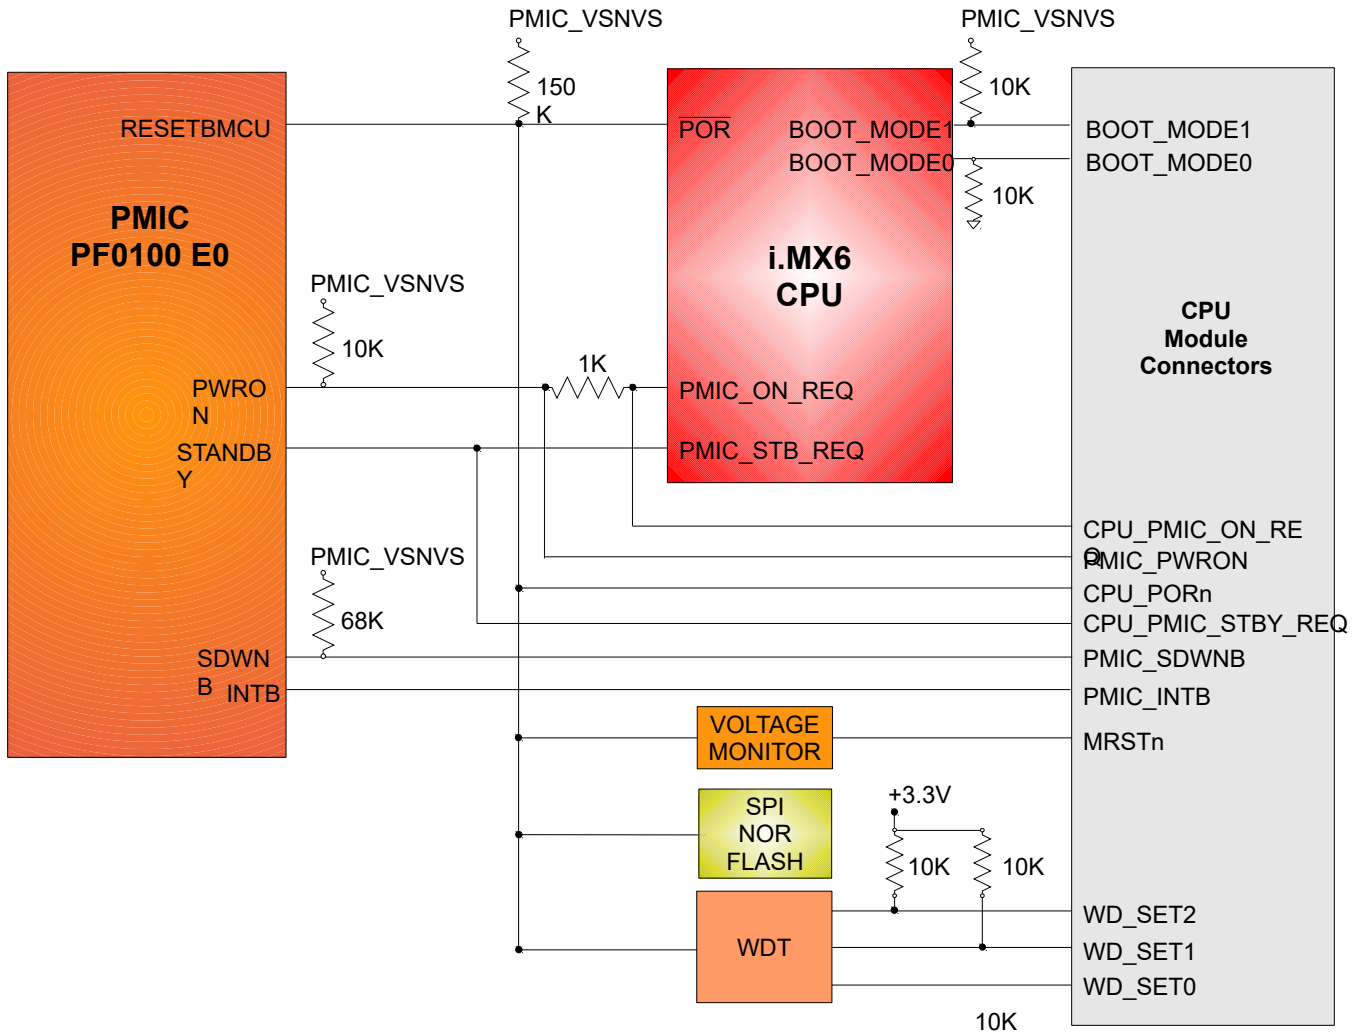 PMIC_VSNVS
PMIC_VSNVS
150
K
10K
RESETBMCU
POR
BOOT_MODE1
BOOT_MODE1
BOOT_MODE0
BOOT_MODE0
10K
PMIC
PF0100 E0
i.MX6
CPU
PMIC_VSNVS
10K
CPU
Module
Connectors
1K
PWRO
N
PMIC_ON_REQ
STANDB
Y
PMIC_STB_REQ
CPU_PMIC_ON_RE
Q
PMIC_PWRON
PMIC_VSNVS
CPU_PORn
68K
CPU_PMIC_STBY_REQ
SDWN
B
PMIC_SDWNB
INTB
PMIC_INTB
VOLTAGE
MONITOR
MRSTn
SPI
NOR
FLASH
+3.3V
10K
10K
WDT
WD_SET2
WD_SET1
WD_SET0
10K